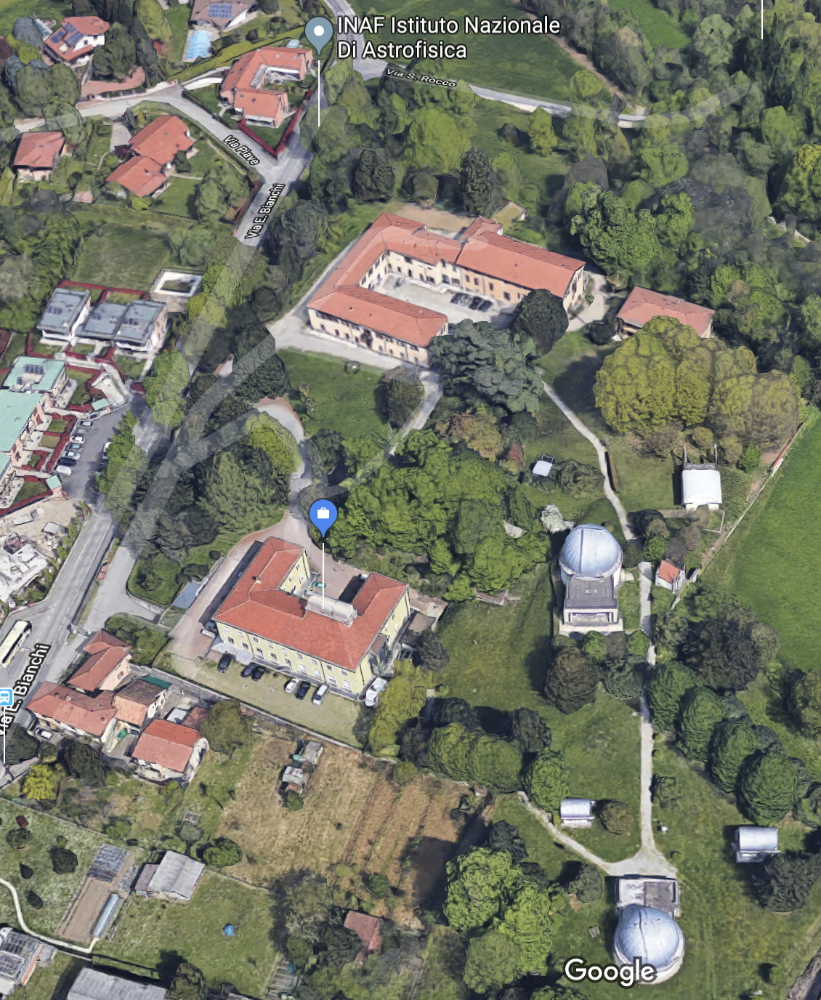 INAF Istituto Nazionale
Di Astrofisica
Via S. Rocco
Via Piave
Via E. Bianchi
Via E. Bianchi
Google